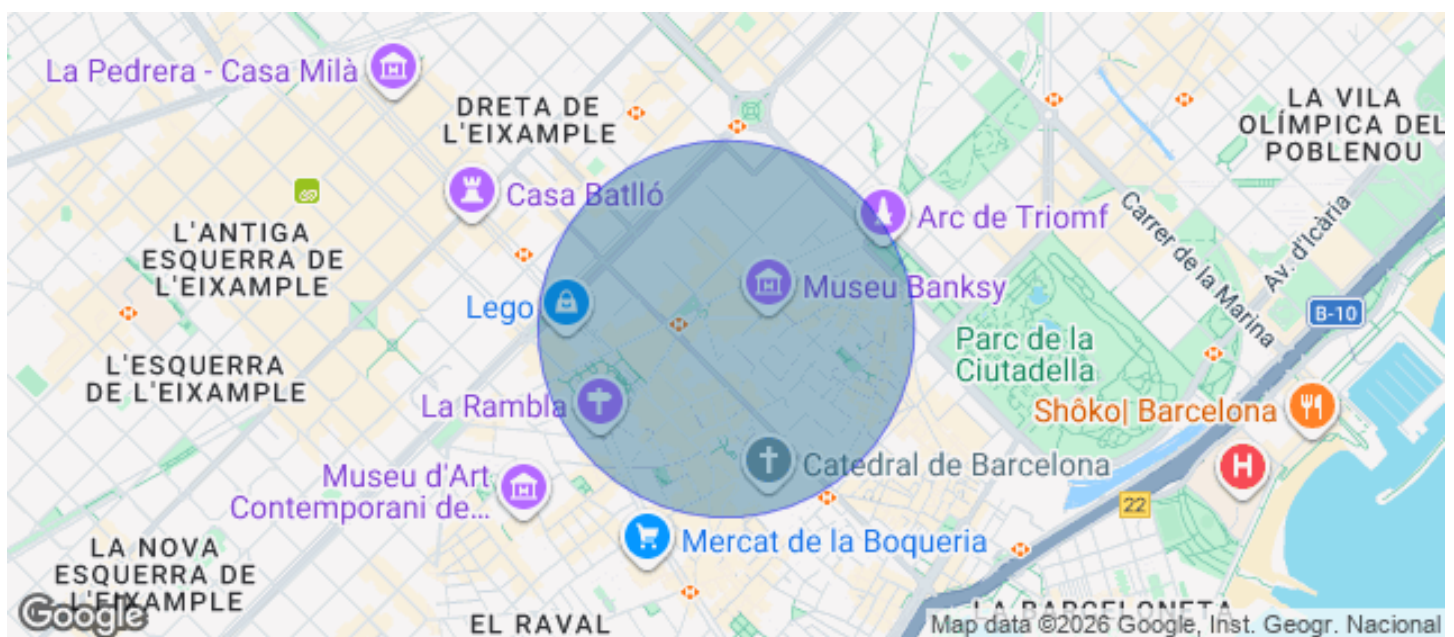 La Pedrera - Casa Milà
DRETA DE
L'EIXAMPLE
LA VILA
OLÍMPICA DEL
POBLENOU
Casa Batlló
Arc de Triomf
Carrer de la Marina
Av. d'Icària
L'ANTIGA
ESQUERRA DE
L'EIXAMPLE
Lego
Museu Banksy
B-10
Parc de la
Ciutadella
L'ESQUERRA
DE L'EIXAMPLE
La Rambla
Shôko| Barcelona
H
Catedral de Barcelona
Museu d'Art
Contemporani de...
22
Mercat de la Boqueria
LA NOVA
ESQUERRA DE
L'EIXAMPLE
Google
EL RAVAL
LA BARCELONETA
Map data ©2026 Google, Inst. Geogr. Nacional